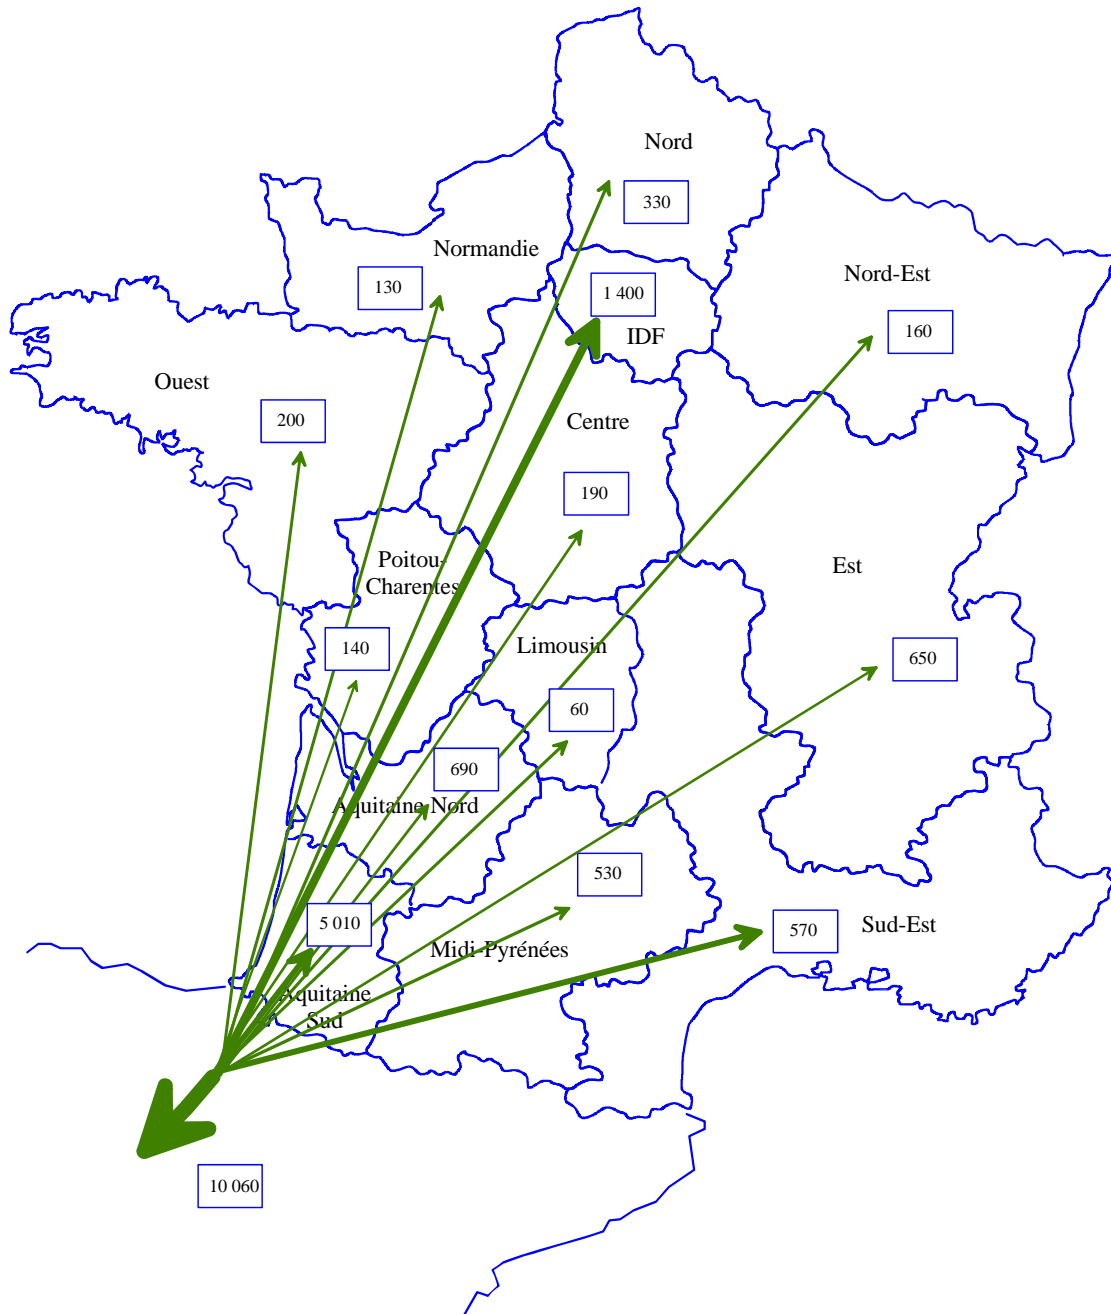 Nord
330
Normandie
130
Nord-Est
160
1 400
IDF
Ouest
200
Centre
190
Poitou-
Charentes
140
Est
650
Limousin
60
690
Aquitaine Nord
530
5 010
Midi-Pyrénées
570
Sud-Est
Aquitaine
Sud
10 060